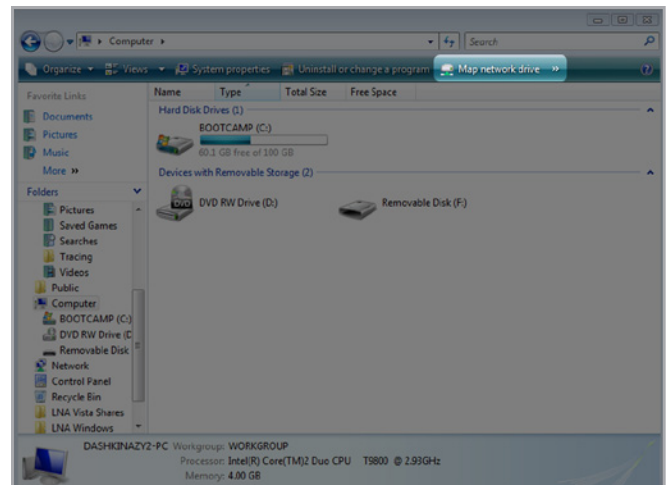 Computer
Search
Organize Views System properties Uninstall or change a program Map network drive »
Favorite Links
Documents
Pictures
Music
More »
Folders
Pictures
Saved Games
Searches
Tracing
Videos
Public
Computer
BOOTCAMP (C:)
DVD RW Drive (D
Removable Disk
Network
Control Panel
Recycle Bin
LNA Vista Shares
LNA Windows
Name Type Total Size Free Space
Hard Disk Drives (1)
BOOTCAMP (C:)
60.1 GB free of 100 GB
Devices with Removable Storage (2)
DVD RW Drive (D:)
DVD
Removable Disk (F:)
DASHKINAZY2-PC Workgroup: WORKGROUP
Processor: Intel(R) Core(TM)2 Duo CPU T9800 @ 2.93GHz
Memory: 4.00 GB